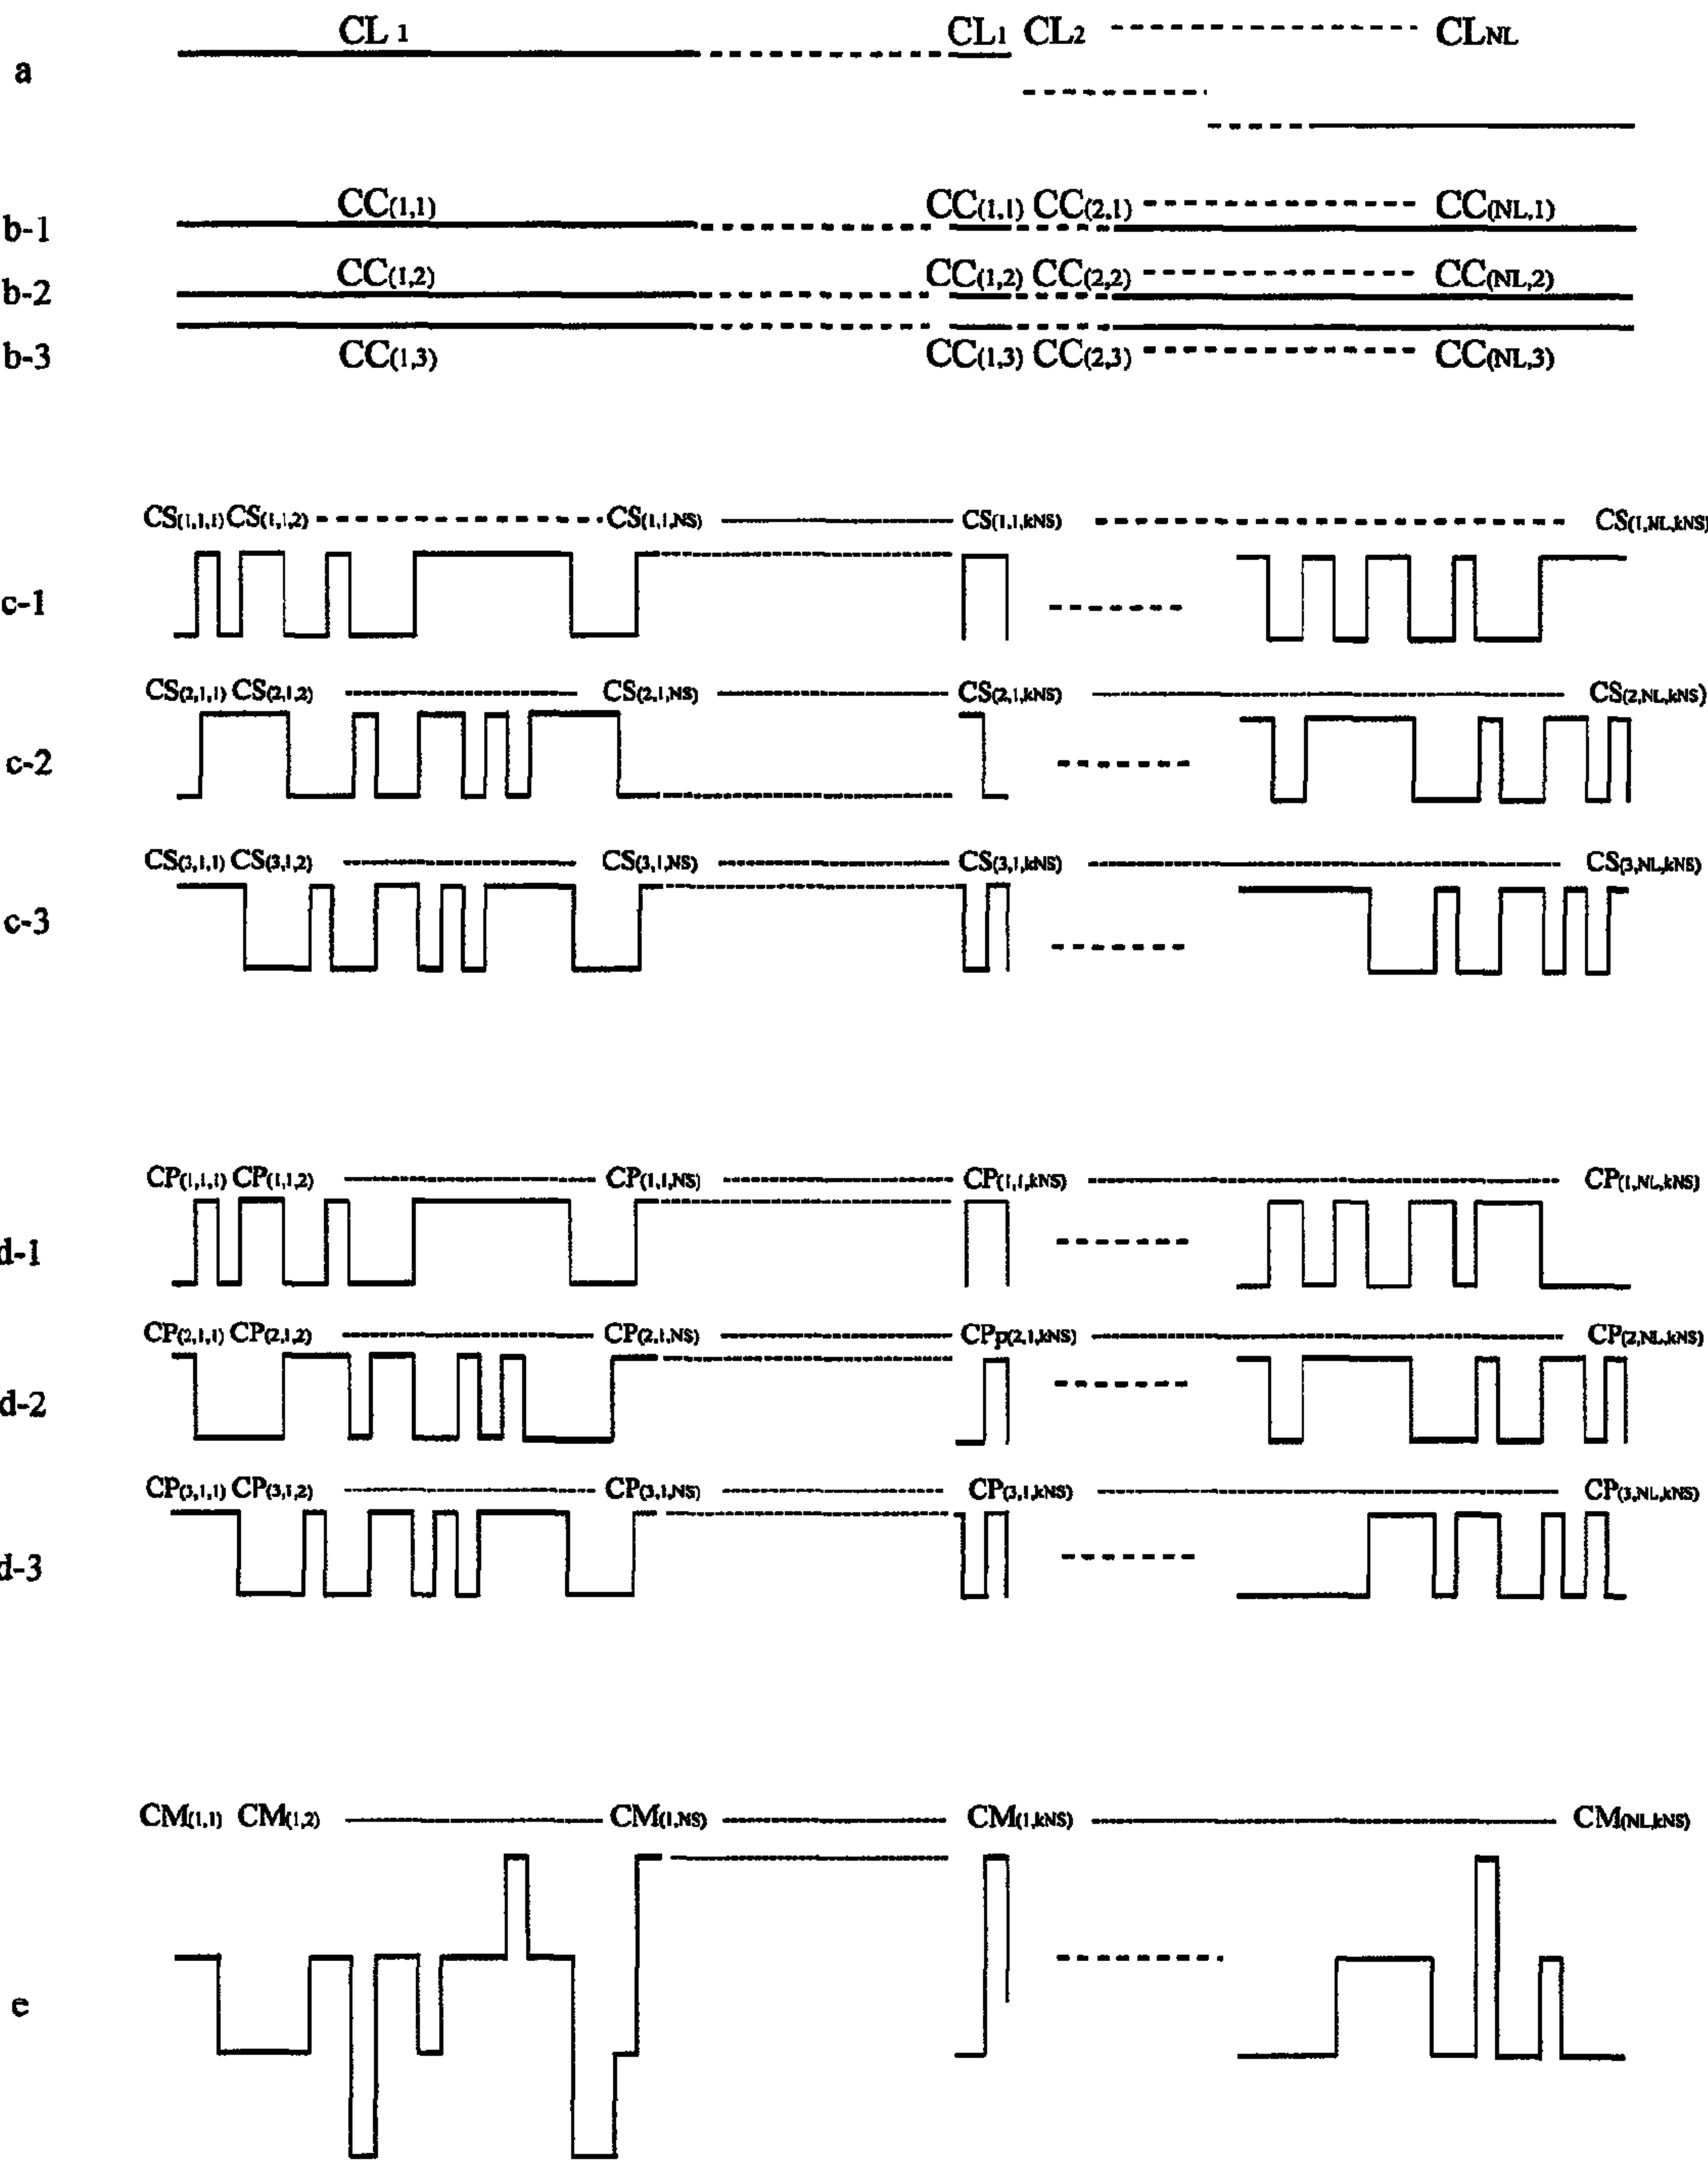 CL 1 CL1 CL2 CLNL
a
CC(1,1) CC(1,1) CC(2,1) CC(NL,1)
b-1
CC(1,2) CC(1,2) CC(2,2) CC(NL,2)
b-2
b-3
CC(1,3) CC(1,3) CC(2,3) CC(NL,3)
CS(1,1,1) CS(1,1,2) CS(1,1,NS) CS(1,1,kNS) CS(1,NL,kNS)
c-1
CS(2,1,1) CS(2,1,2) CS(2,1,NS) CS(2,1,kNS) CS(2,NL,kNS)
c-2
CS(3,1,1) CS(3,1,2) CS(3,1,NS) CS(3,1,kNS) CS(3,NL,kNS)
c-3
CP(1,1,1) CP(1,1,2) CP(1,1,NS) CP(1,1,kNS) CP(1,NL,kNS)
d-1
CP(2,1,1) CP(2,1,2) CP(2,1,NS) CPp(2,1,kNS) CP(2,NL,kNS)
d-2
CP(3,1,1) CP(3,1,2) CP(3,1,NS) CP(3,1,kNS) CP(3,NL,kNS)
d-3
CM(1,1) CM(1,2) CM(1,NS) CM(1,kNS) CM(NL,kNS)
e